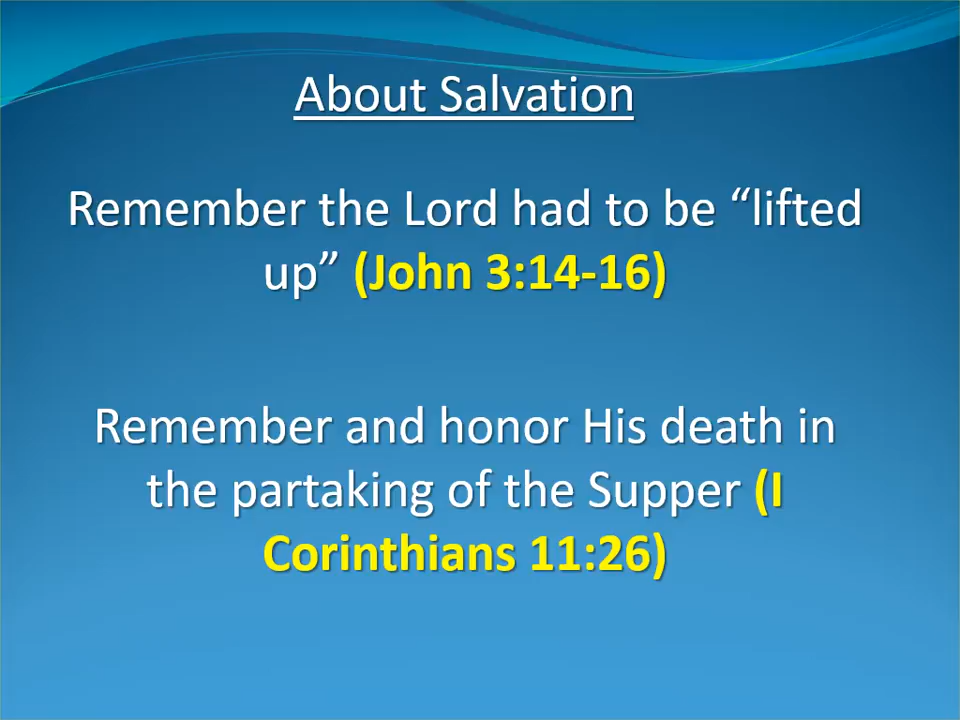 About Salvation
Remember the Lord had to be “lifted
up” (John 3:14-16)
Remember and honor His death in
the partaking of the Supper (I
Corinthians 11:26)